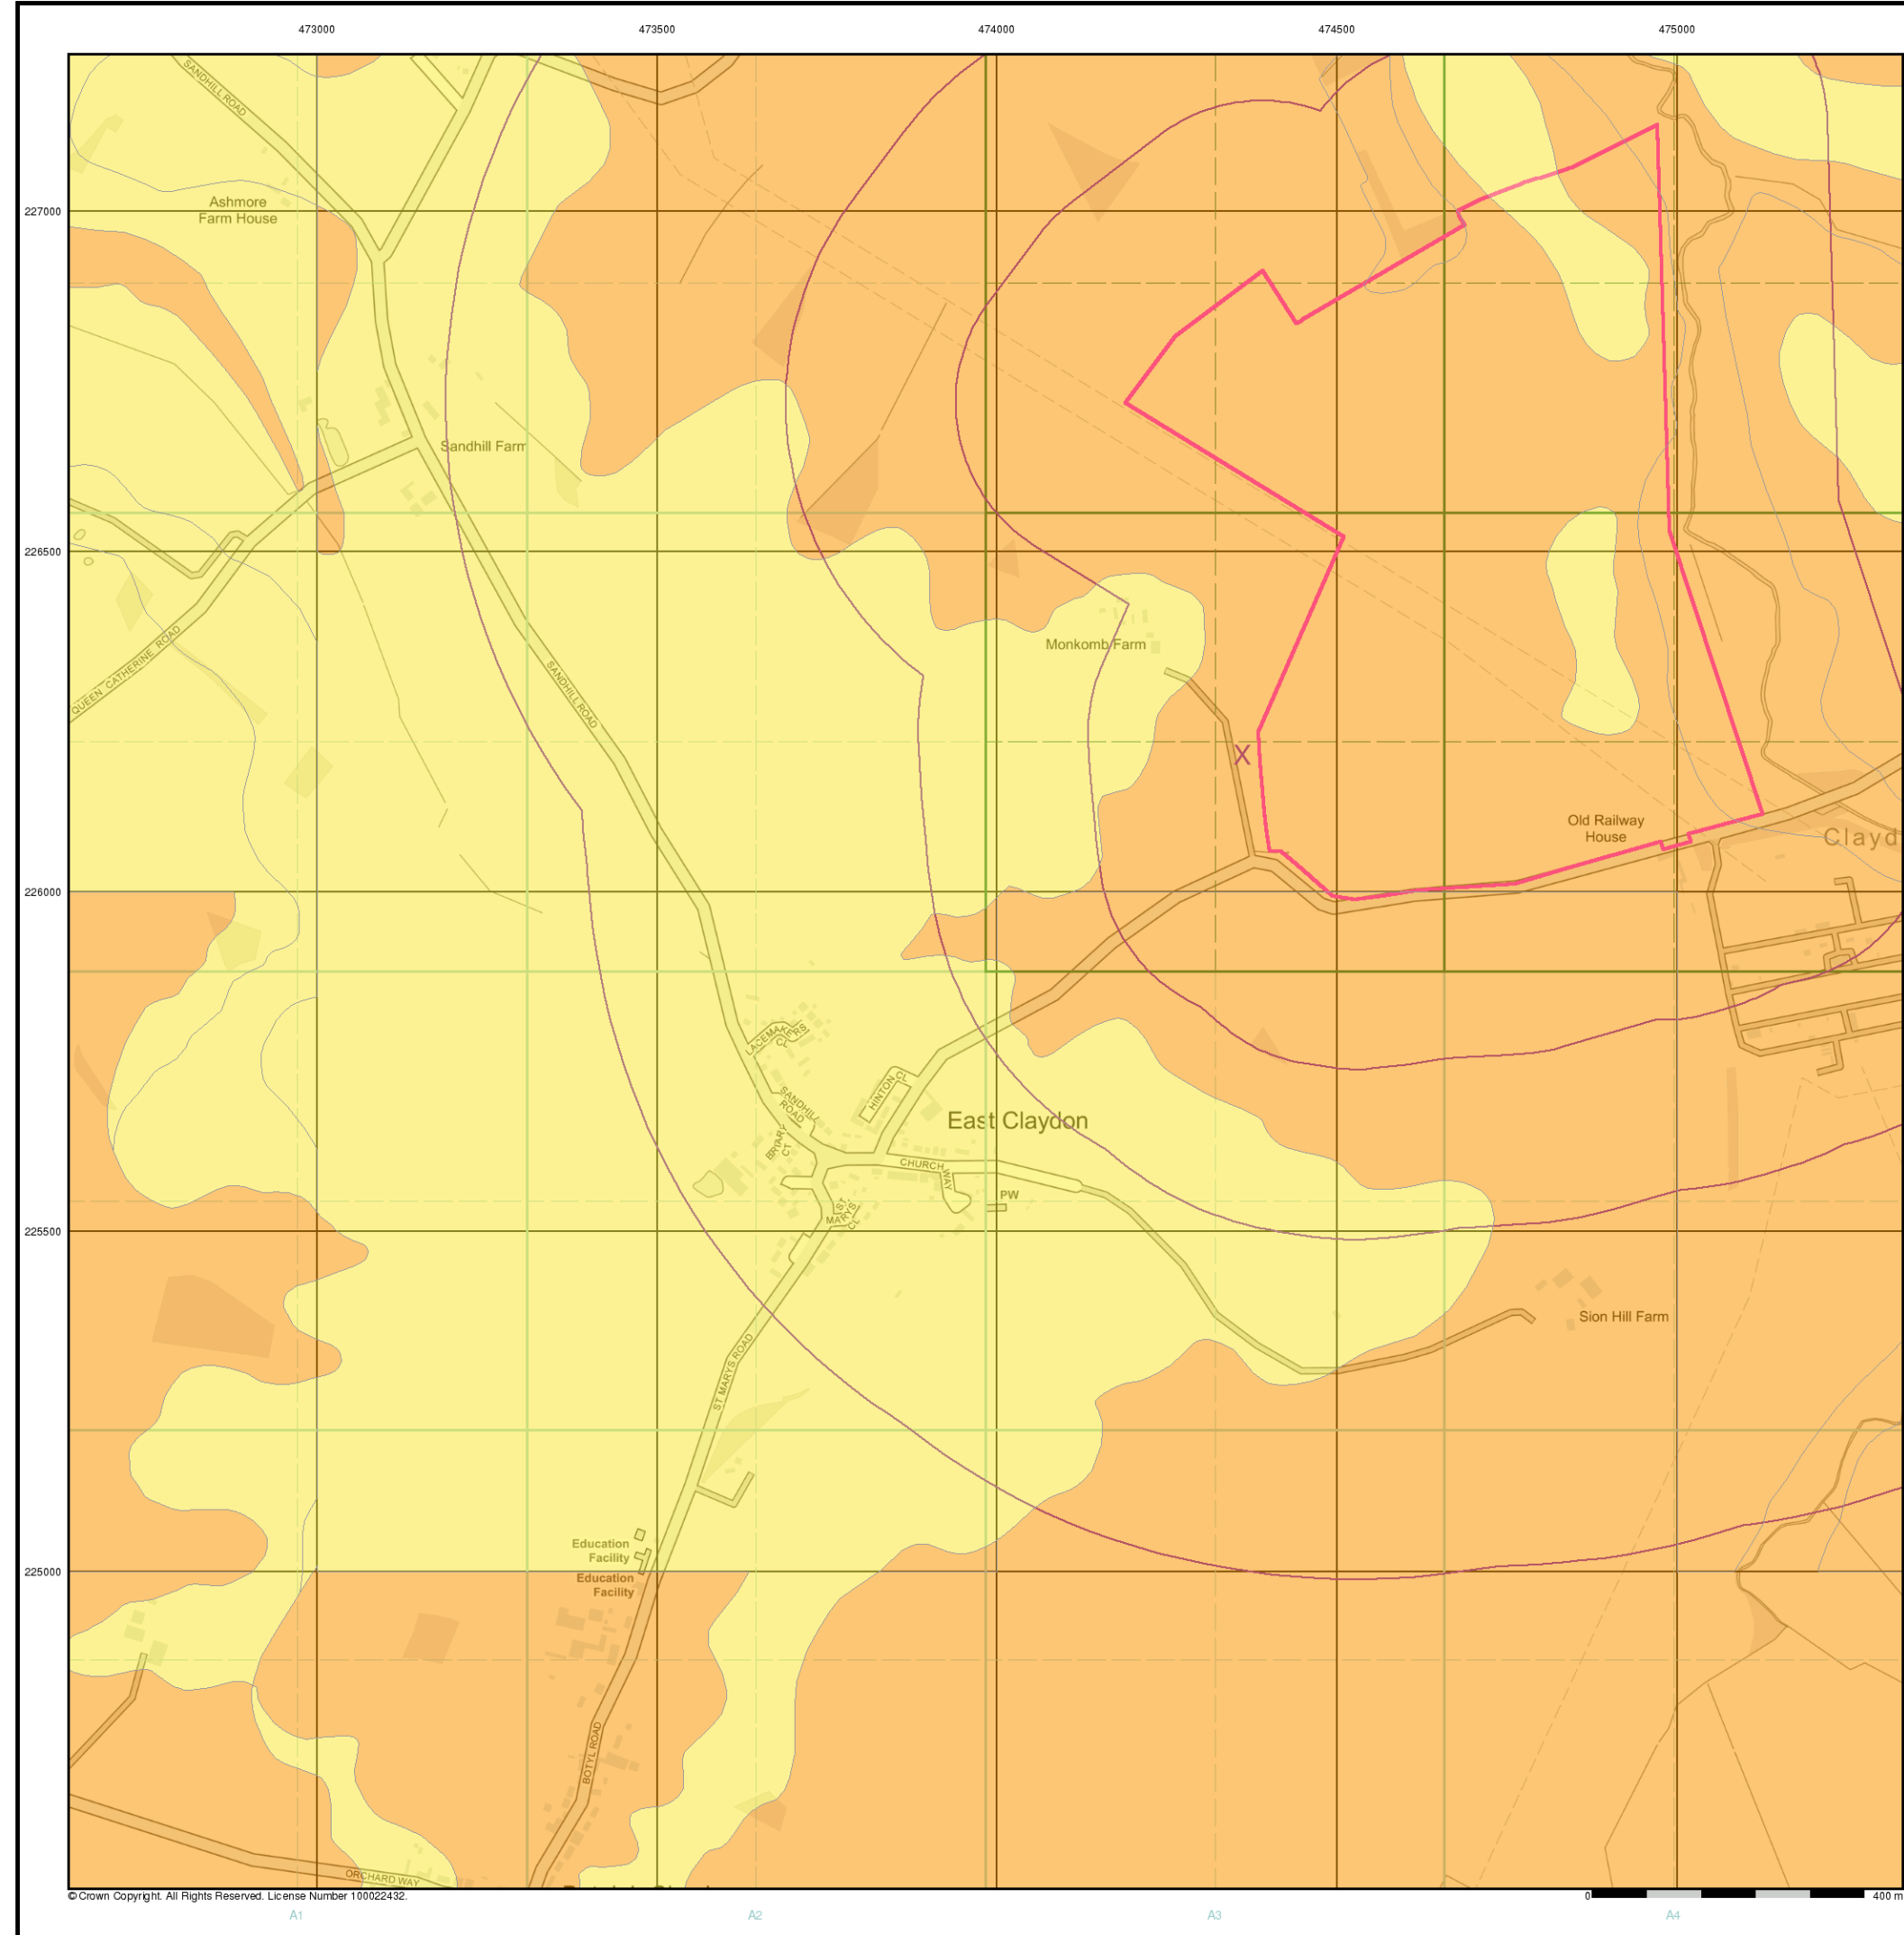 473000 473500 474000 474500 475000
SANDHILL ROAD
227000
Ashmore
Farm House
Sandhill Farm
226500
QUEEN CATHERINE ROAD
SANDHILL ROAD
Monkomb Farm
X
Old Railway
House
Clayd
226000
LACEMAKERS
CL
SANDHILL
ROAD
HINTON CL
BRIAR
CT
East Claydon
CHURCH WAY
PW
ST
MARYS
CL
225500
Sion Hill Farm
ST MARYS ROAD
Education
Facility
225000
Education
Facility
BOTYL ROAD
ORCHARD WAY
© Crown Copyright. All Rights Reserved. License Number 100022432.
0 400 m
A1 A2 A3 A4